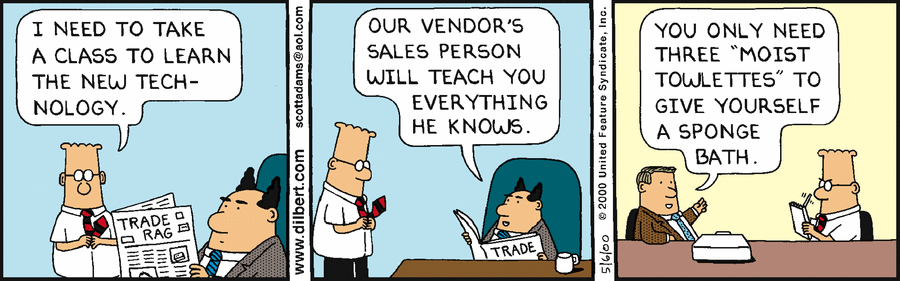 I NEED TO TAKE
A CLASS TO LEARN
THE NEW TECH-
NOLOGY.
TRADE
RAG
www.dilbert.com
scottadams@aol.com
OUR VENDOR'S
SALES PERSON
WILL TEACH YOU
EVERYTHING
HE KNOWS.
TRADE
5/6/00 © 2000 United Feature Syndicate, Inc.
YOU ONLY NEED
THREE "MOIST
TOWLETTES" TO
GIVE YOURSELF
A SPONGE
BATH.